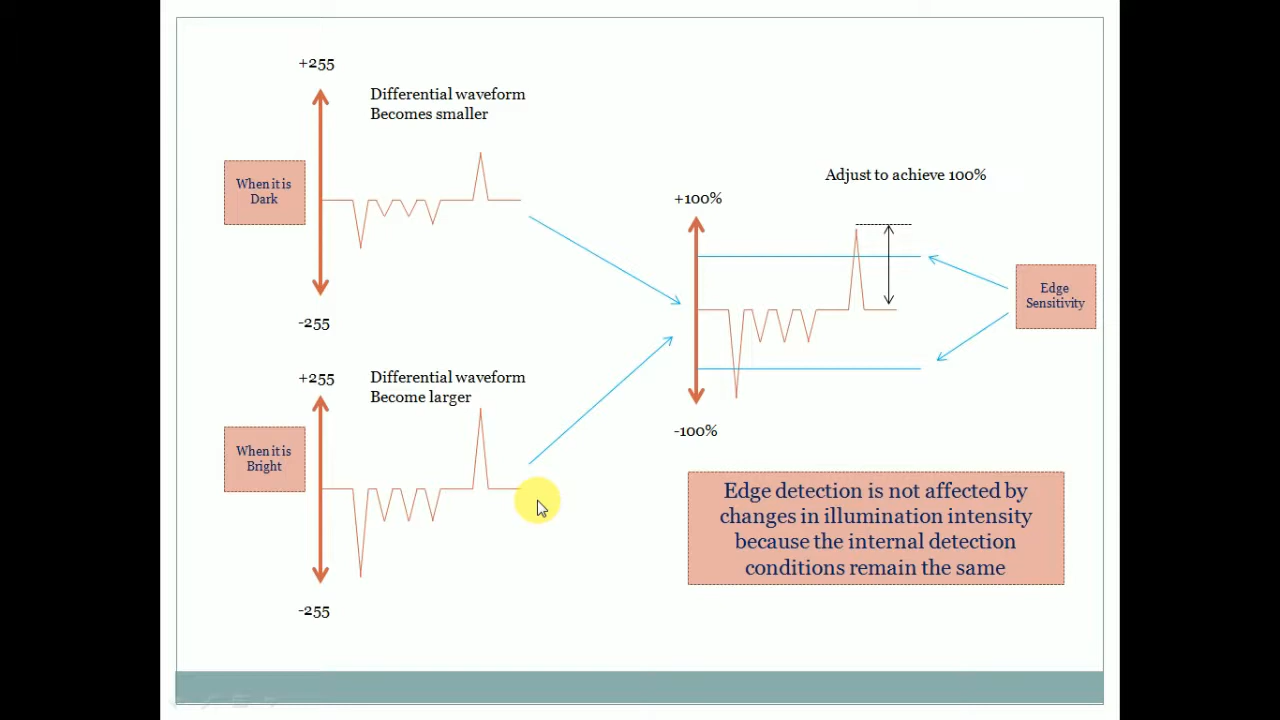 +255
Differential waveform
Becomes smaller
When it is
Dark
-255
+255
Differential waveform
Become larger
When it is
Bright
-255
Adjust to achieve 100%
+100%
Edge
Sensitivity
-100%
Edge detection is not affected by
changes in illumination intensity
because the internal detection
conditions remain the same